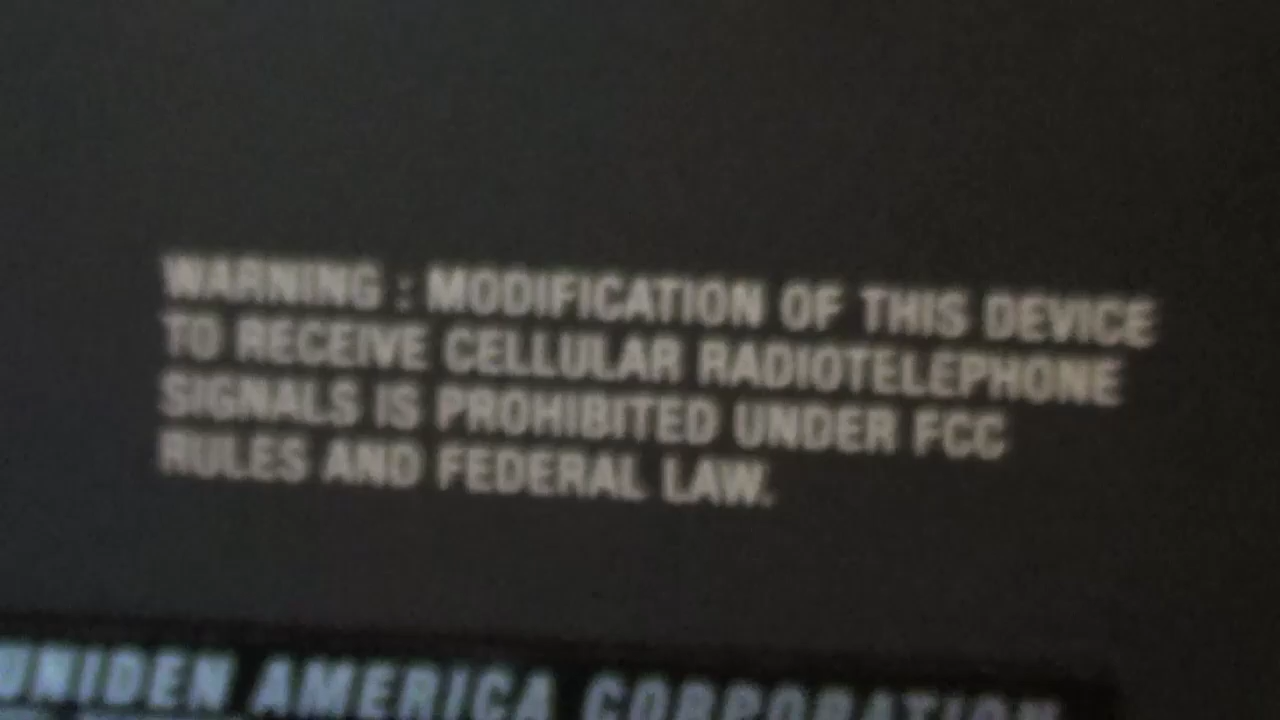 WARNING : MODIFICATION OF THIS DEVICE
TO RECEIVE CELLULAR RADIOTELEPHONE
SIGNALS IS PROHIBITED UNDER FCC
RULES AND FEDERAL LAW.
UNIDEN AMERICA CORPORATION